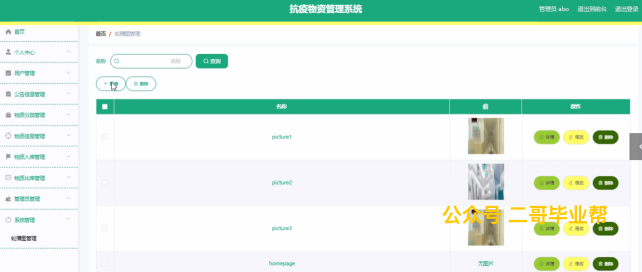 抗疫物资管理系统
管理员 abo 退出到前台 退出登录
首页
个人中心
用户管理
公告信息管理
物资分类管理
物资信息管理
物资入库管理
物资出库管理
管理员管理
系统管理
轮播图管理
首页 / 轮播图管理
名称 名称 查询
+ 删除
名称 值 操作
picture1 详情 修改 删除
picture2 详情 修改 删除
picture3 详情 修改 删除
homepage 无图片 详情 修改 删除
公众号 二哥毕业帮